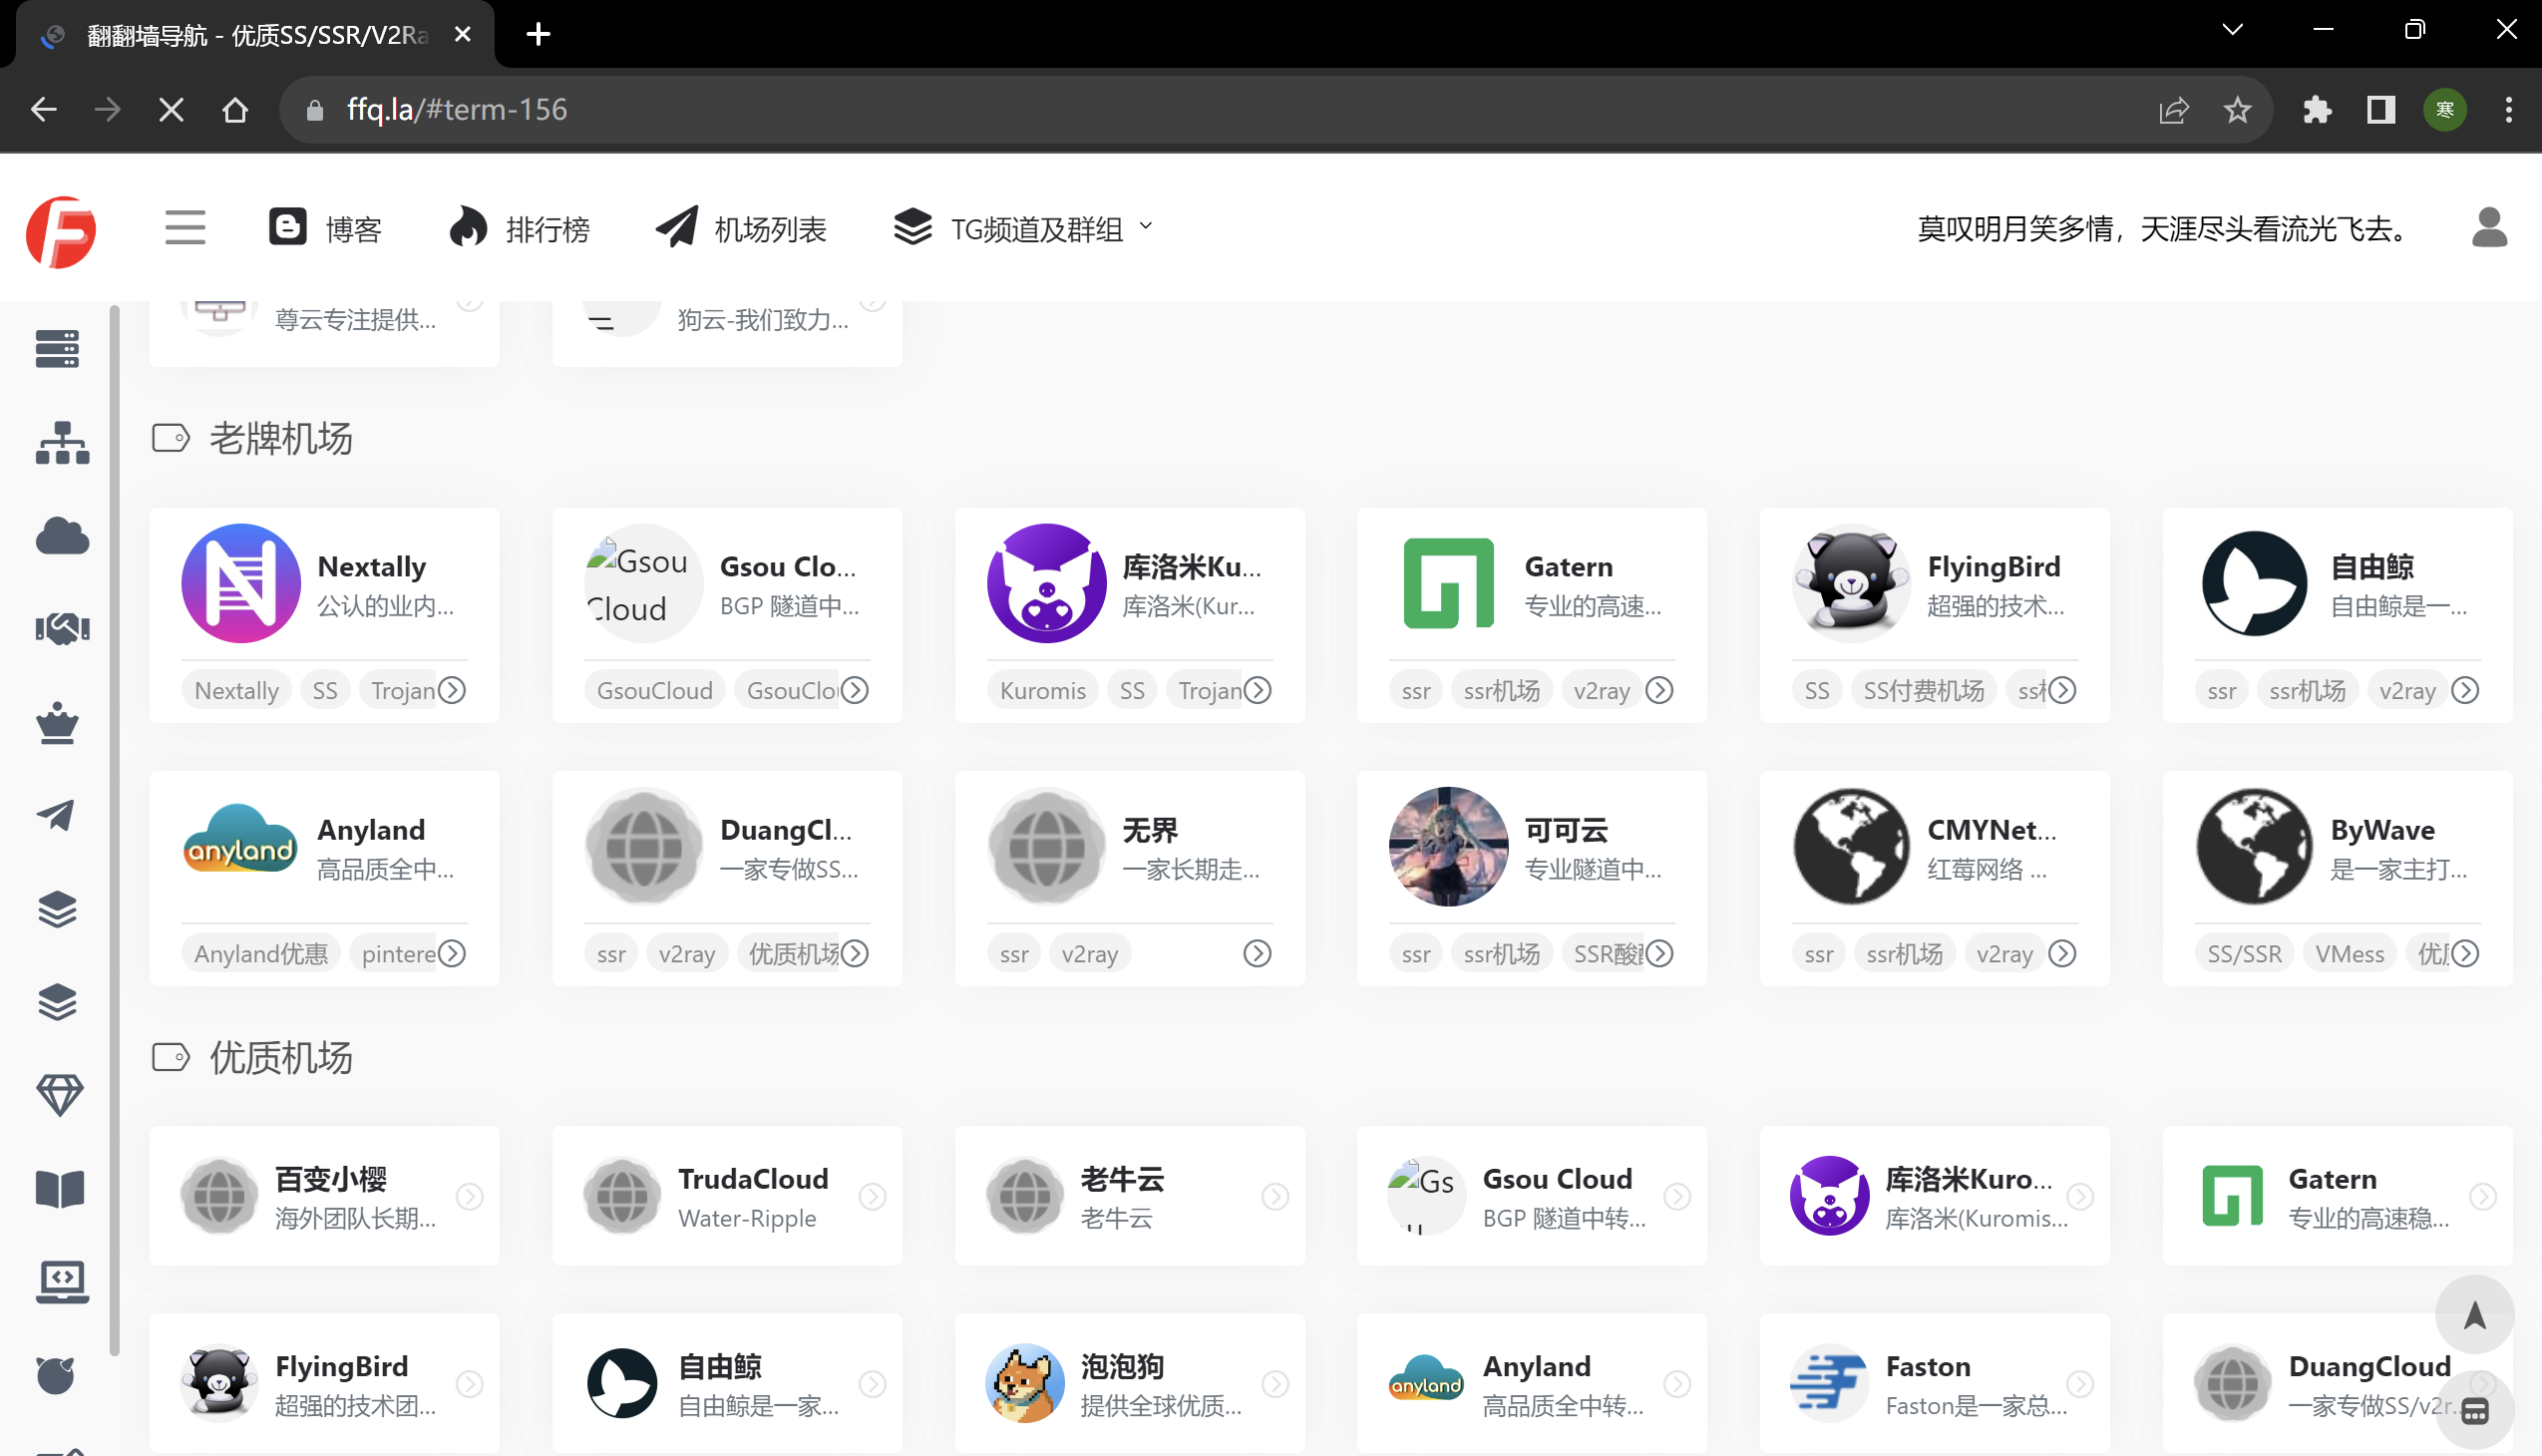 翻翻墙导航 - 优质SS/SSR/V2Ra
ffq.la/#term-156
寒
博客
排行榜
机场列表
TG频道及群组
莫叹明月笑多情，天涯尽头看流光飞去。
尊云专注提供...
狗云-我们致力...
老牌机场
Nextally
公认的业内...
Nextally SS Trojan
Gsou Cloud
Gsou Clo...
BGP 隧道中...
GsouCloud GsouClou
库洛米Ku...
库洛米(Kur...
Kuromis SS Trojan
Gatern
专业的高速...
ssr ssr机场 v2ray
FlyingBird
超强的技术...
SS SS付费机场 ss机
自由鲸
自由鲸是一...
ssr ssr机场 v2ray
anyland
Anyland
高品质全中...
Anyland优惠 pintere
DuangCl...
一家专做SS...
ssr v2ray 优质机场
无界
一家长期走...
ssr v2ray
可可云
专业隧道中...
ssr ssr机场 SSR酸
CMYNet...
红莓网络 ...
ssr ssr机场 v2ray
ByWave
是一家主打...
SS/SSR VMess 优
优质机场
百变小樱
海外团队长期...
TrudaCloud
Water-Ripple
老牛云
老牛云
Gs
Gsou Cloud
BGP 隧道中转...
库洛米Kuro...
库洛米(Kuromis...
Gatern
专业的高速稳...
FlyingBird
超强的技术团...
自由鲸
自由鲸是一家...
泡泡狗
提供全球优质...
anyland
Anyland
高品质全中转...
Faston
Faston是一家总...
DuangCloud
一家专做SS/v2r...